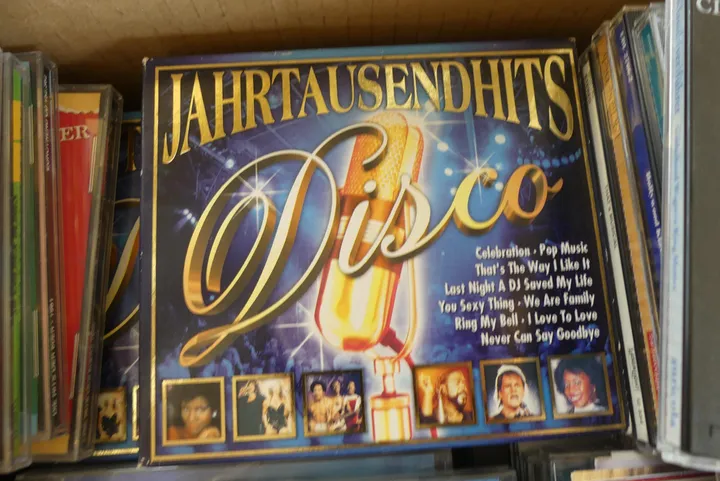 JAHRTAUSENDHITS
Disco
Celebration · Pop Music
That's The Way I Like It
Last Night A DJ Saved My Life
You Sexy Thing · We Are Family
Ring My Bell · I Love To Love
Never Can Say Goodbye
ER